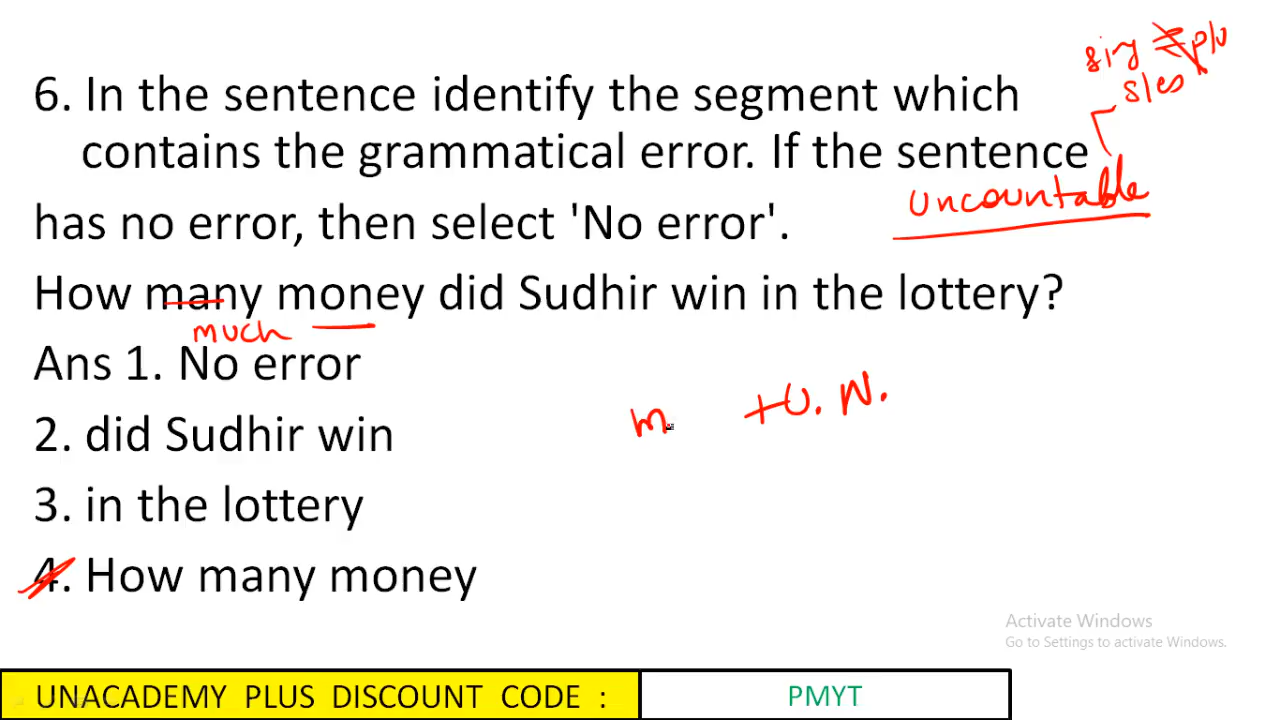 sing plu
s/es
6. In the sentence identify the segment which
contains the grammatical error. If the sentence
uncountable
has no error, then select 'No error'.
How many money did Sudhir win in the lottery?
much
Ans 1. No error
m +U. N.
2. did Sudhir win
3. in the lottery
4. How many money
Activate Windows
Go to Settings to activate Windows.
UNACADEMY PLUS DISCOUNT CODE : PMYT